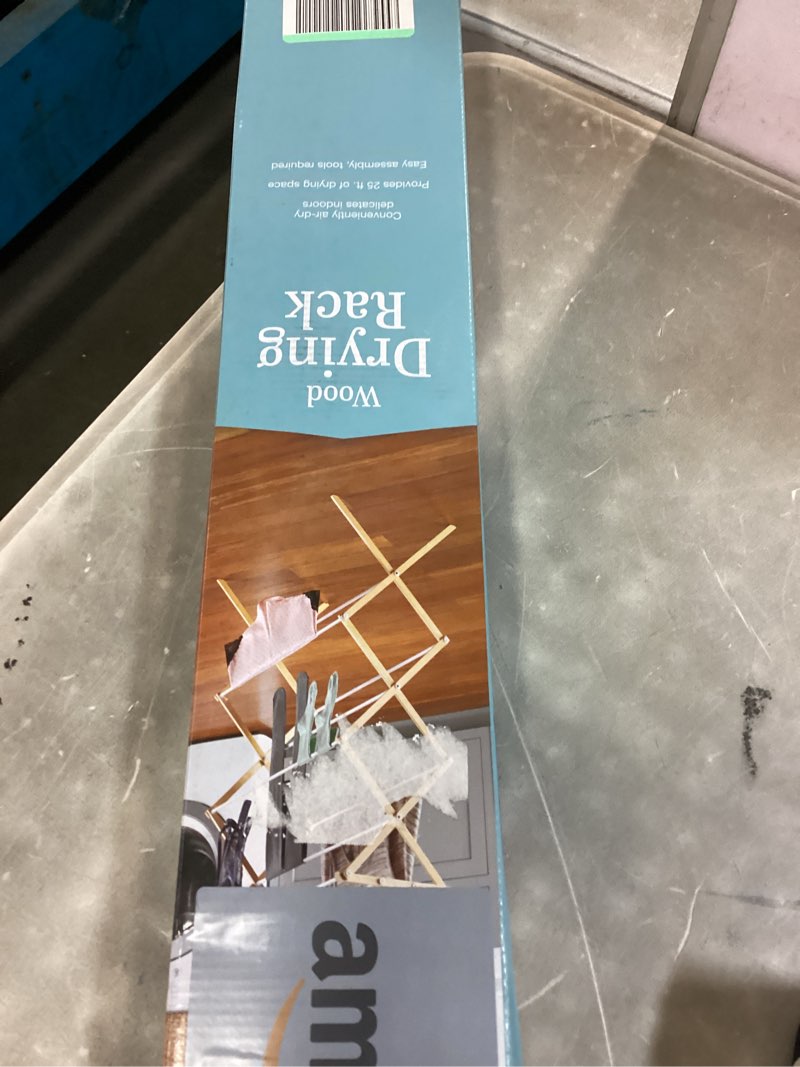 Wood
Drying
Rack
Conveniently air-dry
delicates indoors
Provides 25 ft. of drying space
Easy assembly, tools required
am